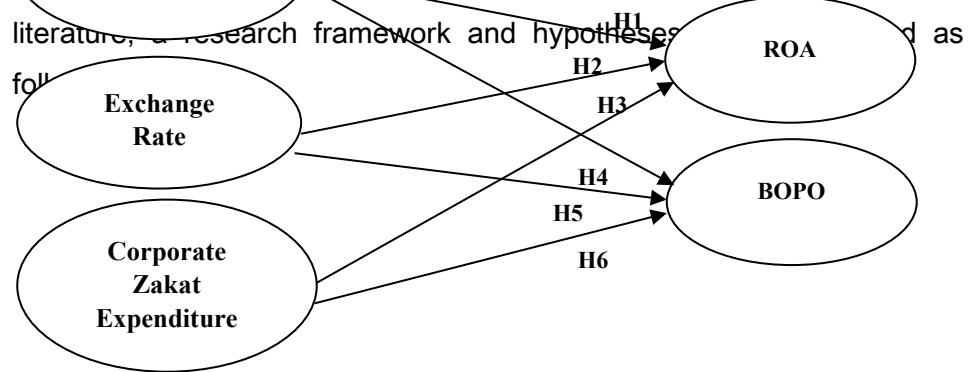 literature, a research framework and hypotheses d as
H1
ROA
H2
Exchange
Rate
H3
H4
BOPO
H5
Corporate
Zakat
Expenditure
H6